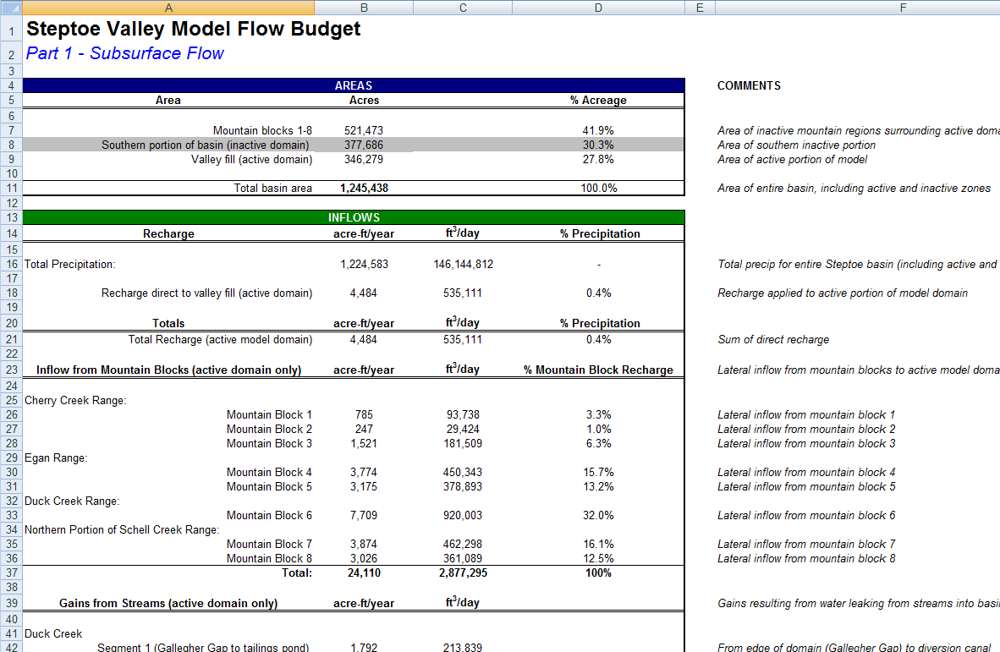 A B C D E F
1 Steptoe Valley Model Flow Budget
2 Part 1 - Subsurface Flow
3
4 AREAS COMMENTS
5 Area Acres % Acreage
6
7 Mountain blocks 1-8 521,473 41.9% Area of inactive mountain regions surrounding active doma
8 Southern portion of basin (inactive domain) 377,686 30.3% Area of southern inactive portion
9 Valley fill (active domain) 346,279 27.8% Area of active portion of model
10
11 Total basin area 1,245,438 100.0% Area of entire basin, including active and inactive zones
12
13 INFLOWS
14 Recharge acre-ft/year ft³/day % Precipitation
15
16 Total Precipitation: 1,224,583 146,144,812 - Total precip for entire Steptoe basin (including active and
17
18 Recharge direct to valley fill (active domain) 4,484 535,111 0.4% Recharge applied to active portion of model domain
19
20 Totals acre-ft/year ft³/day % Precipitation
21 Total Recharge (active model domain) 4,484 535,111 0.4% Sum of direct recharge
22
23 Inflow from Mountain Blocks (active domain only) acre-ft/year ft³/day % Mountain Block Recharge Lateral inflow from mountain blocks to active model doma
24
25 Cherry Creek Range:
26 Mountain Block 1 785 93,738 3.3% Lateral inflow from mountain block 1
27 Mountain Block 2 247 29,424 1.0% Lateral inflow from mountain block 2
28 Mountain Block 3 1,521 181,509 6.3% Lateral inflow from mountain block 3
29 Egan Range:
30 Mountain Block 4 3,774 450,343 15.7% Lateral inflow from mountain block 4
31 Mountain Block 5 3,175 378,893 13.2% Lateral inflow from mountain block 5
32 Duck Creek Range:
33 Mountain Block 6 7,709 920,003 32.0% Lateral inflow from mountain block 6
34 Northern Portion of Schell Creek Range:
35 Mountain Block 7 3,874 462,298 16.1% Lateral inflow from mountain block 7
36 Mountain Block 8 3,026 361,089 12.5% Lateral inflow from mountain block 8
37 Total: 24,110 2,877,295 100%
38
39 Gains from Streams (active domain only) acre-ft/year ft³/day Gains resulting from water leaking from streams into basi
40
41 Duck Creek
42 Segment 1 (Gallegher Gap to tailings pond) 1,792 213,839 From edge of domain (Gallegher Gap) to diversion canal